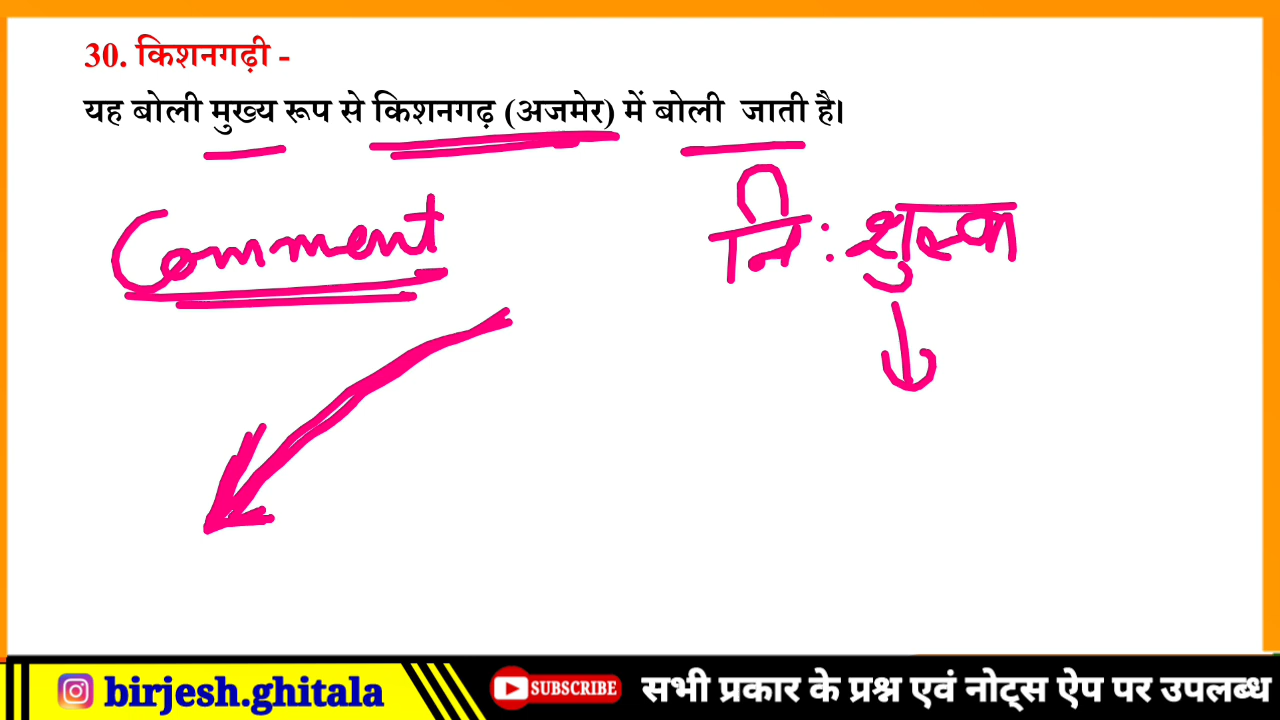 30. किशनगढ़ी -
यह बोली मुख्य रूप से किशनगढ़ (अजमेर) में बोली जाती है।
Comment
नि:शुल्क
birjesh.ghitala
SUBSCRIBE
सभी प्रकार के प्रश्न एवं नोट्स ऐप पर उपलब्ध